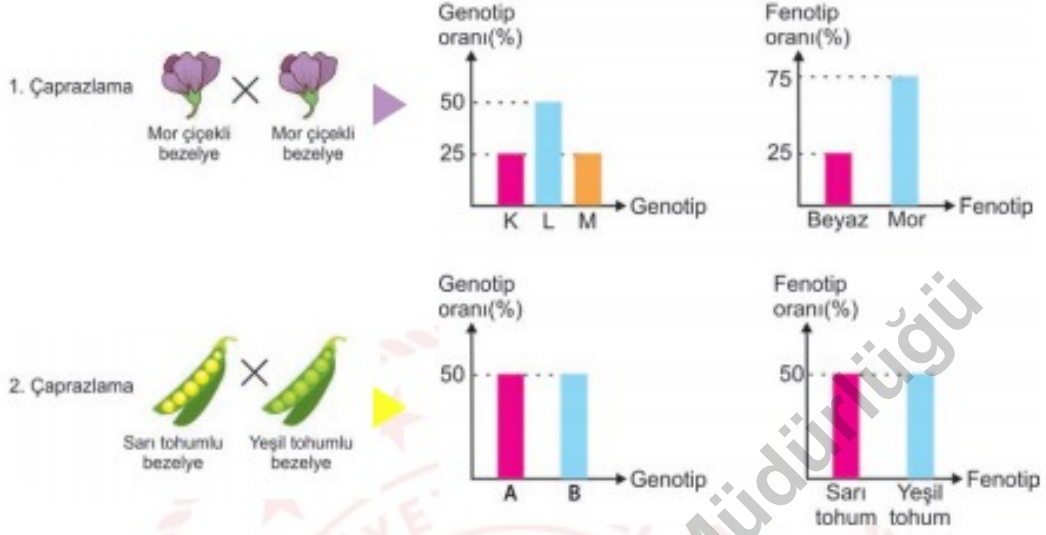 Genotip
oranı(%)
Fenotip
oranı(%)
1. Çaprazlama
Mor çiçekli
bezelye
Mor çiçekli
bezelye
50
25
K L M
Genotip
75
25
Beyaz Mor
Fenotip
Genotip
oranı(%)
Fenotip
oranı(%)
2. Çaprazlama
Sarı tohumlu
bezelye
Yeşil tohumlu
bezelye
50
A B
Genotip
50
Sarı
tohum
Yeşil
tohum
Fenotip
Müdürlüğü